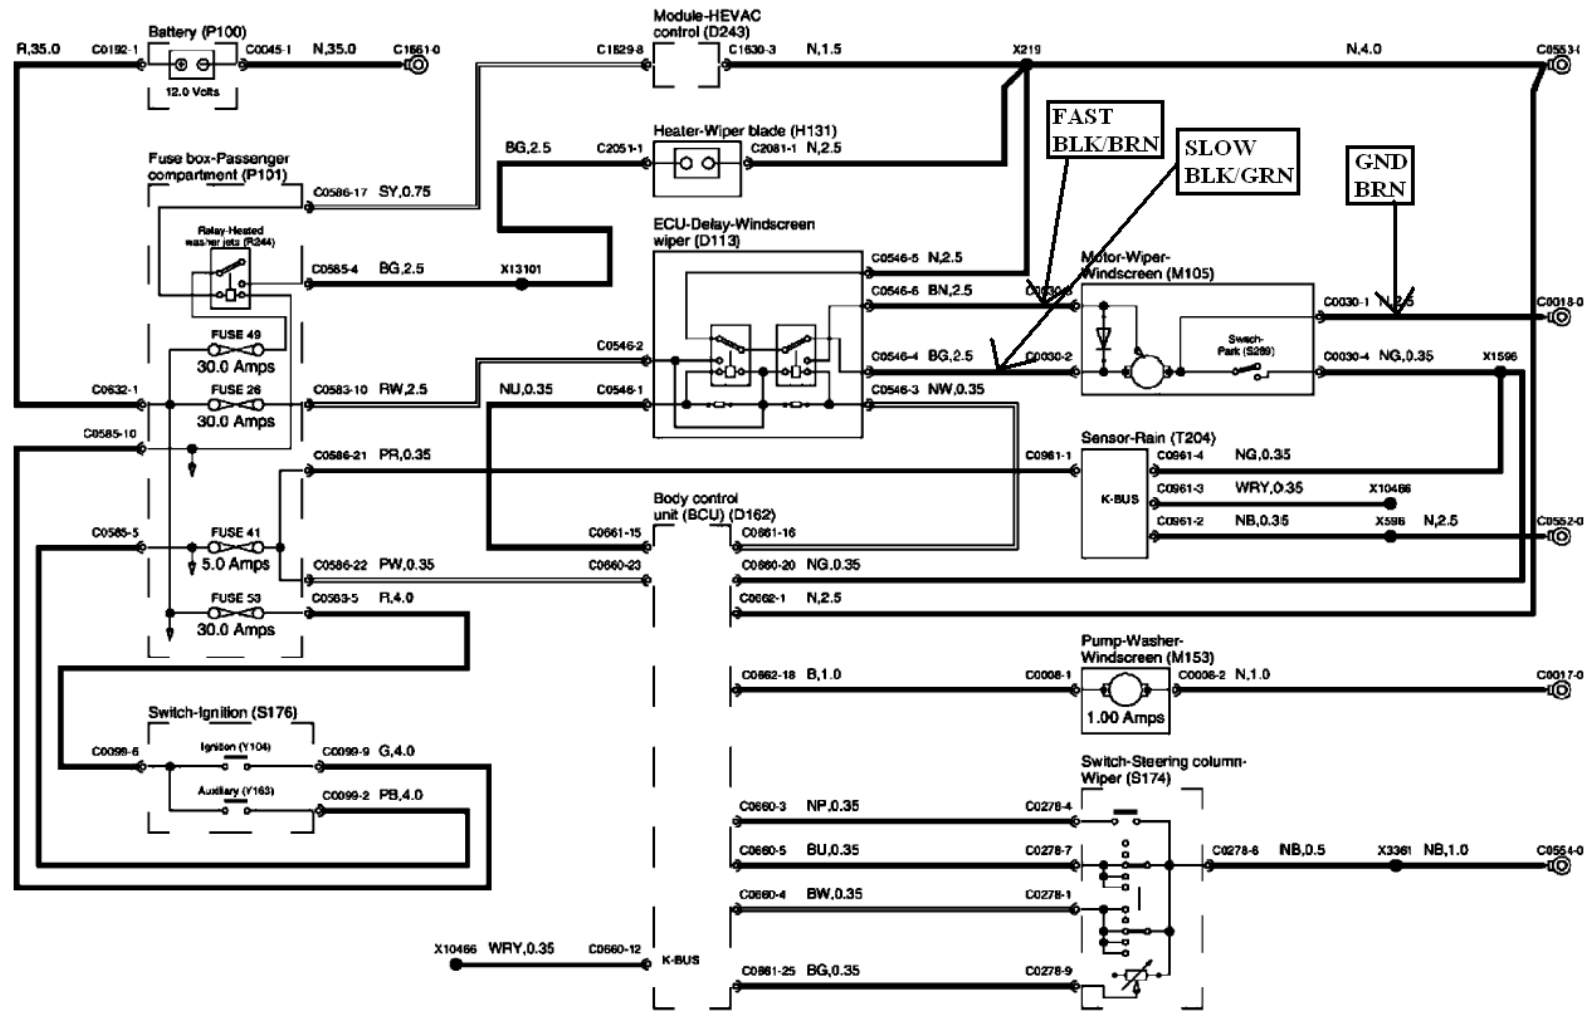 Module-HEVAC
control (D243)
Battery (P100)
R,35.0 C0192-1 C0045-1 N,35.0 C1661-0
C1629-8 C1630-3 N,1.5 X219 N,4.0
12.0 Volts
FAST
BLK/BRN
Heater-Wiper blade (H131)
BG,2.5 C2051-1 C2081-1 N,2.5
SLOW
BLK/GRN
GND
BRN
Fuse box-Passenger
compartment (P101)
C0586-17 SY,0.75
Relay-Heated
washer jets (R244)
C0585-4 BG,2.5 X13101
ECU-Delay-Windscreen
wiper (D113)
C0546-5 N,2.5
C0546-6 BN,2.5
Motor-Wiper-
Windscreen (M105)
C0030-1 C0018-0
Switch-
Park (S289)
FUSE 49
30.0 Amps
C0546-2
C0546-4 BG,2.5 C0030-2
C0030-4 NG,0.35 X1596
C0632-1 FUSE 26 C0583-10 RW,2.5
30.0 Amps
NU,0.35 C0546-1 C0546-3 NW,0.35
C0585-10
C0586-21 PR,0.35 C0961-1
Sensor-Rain (T204)
C0961-4 NG,0.35
K-BUS
C0961-3 WRY,0.35 X10466
C0961-2 NB,0.35 X596 N,2.5 C0552-0
Body control
unit (BCU) (D162)
C0585-5 FUSE 41
5.0 Amps
C0661-15 C0661-16
C0586-22 PW,0.35 C0660-23 C0660-20 NG,0.35
FUSE 53 C0583-5 R,4.0
30.0 Amps
C0662-1 N,2.5
Pump-Washer-
Windscreen (M153)
C0662-18 B,1.0 C0008-1 C0008-2 N,1.0 C0017-0
1.00 Amps
Switch-Ignition (S176)
C0099-6 Ignition (Y104) C0099-9 G,4.0
Auxiliary (Y163) C0099-2 PB,4.0
Switch-Steering column-
Wiper (S174)
C0660-3 NP,0.35 C0278-4
C0660-5 BU,0.35 C0278-7
C0278-6 NB,0.5 X3361 NB,1.0 C0554-0
C0660-4 BW,0.35 C0278-1
X10466 WRY,0.35 C0660-12 K-BUS
C0661-25 BG,0.35 C0278-9